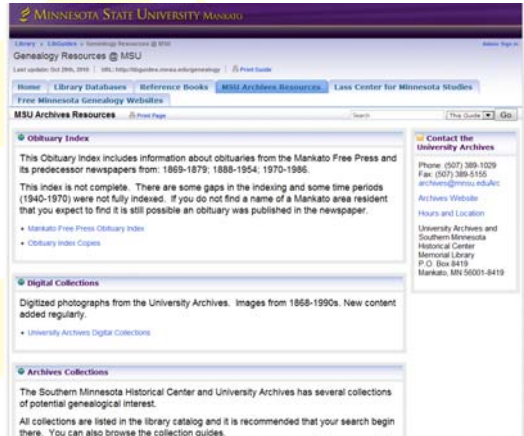 MINNESOTA STATE UNIVERSITY MANKATO
Library » LibGuides » Genealogy Resources @ MSU
Admin Sign In
Genealogy Resources @ MSU
Last update: Oct 28th, 2010 URL: http://libguides.mnsu.edu/genealogy Print Guide
Home Library Databases Reference Books MSU Archives Resources Lass Center for Minnesota Studies
Free Minnesota Genealogy Websites
MSU Archives Resources Print Page Search This Guide Go
Obituary Index
This Obituary Index includes information about obituaries from the Mankato Free Press and
its predecessor newspapers from: 1869-1879; 1888-1954; 1970-1986.
This index is not complete. There are some gaps in the indexing and some time periods
(1940-1970) were not fully indexed. If you do not find a name of a Mankato area resident
that you expect to find it is still possible an obituary was published in the newspaper.
• Mankato Free Press Obituary Index
• Obituary Index Copies
Digital Collections
Digitized photographs from the University Archives. Images from 1868-1990s. New content
added regularly.
• University Archives Digital Collections
Archives Collections
The Southern Minnesota Historical Center and University Archives has several collections
of potential genealogical interest.
All collections are listed in the library catalog and it is recommended that your search begin
there. You can also browse the collection guides.
Contact the
University Archives
Phone: (507) 389-1029
Fax: (507) 389-5155
archives@mnsu.eduArc
Archives Website
Hours and Location
University Archives and
Southern Minnesota
Historical Center
Memorial Library
P.O. Box 8419
Mankato, MN 56001-8419